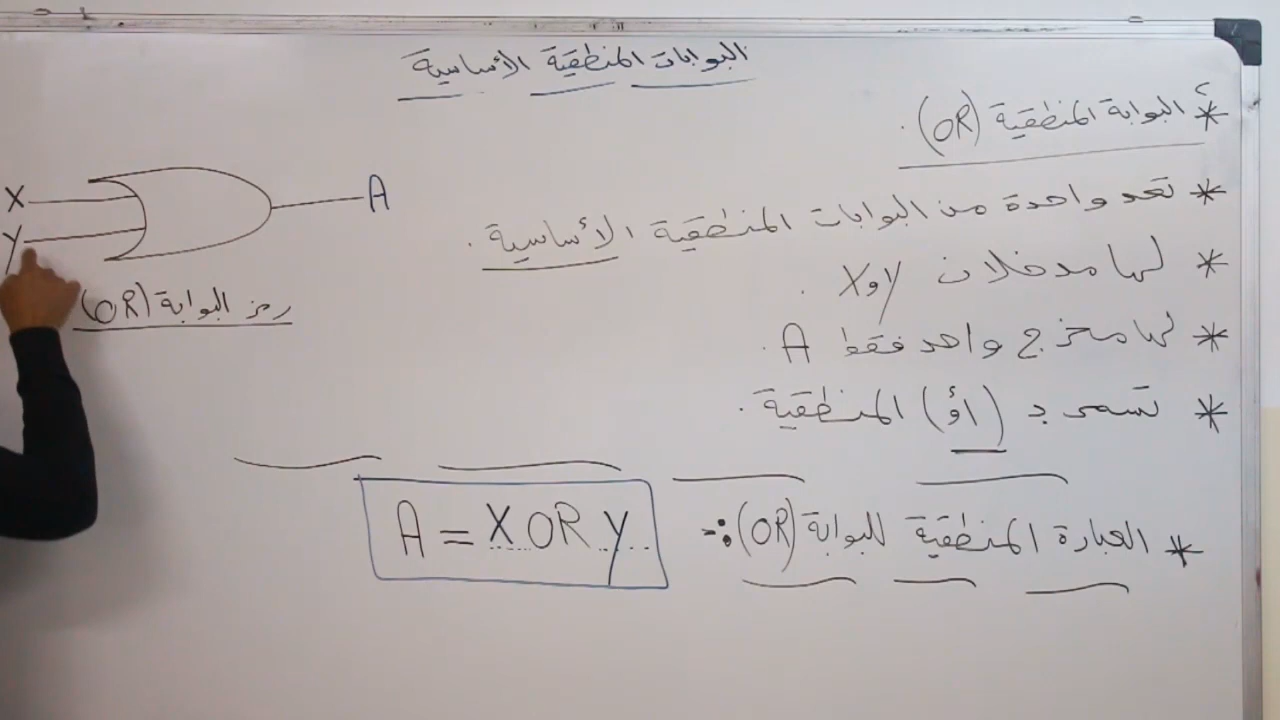 البوابات المنطقية الأساسية
* البوابة المنطقية (OR).
* تعد واحدة من البوابات المنطقية الأساسية.
* لها مدخلان X و y.
* لها مخرج واحد فقط A.
* تسمى بـ (أو) المنطقية.
* العبارة المنطقية للبوابة (OR):-
A = X OR y
X
y
A
رمز البوابة (OR)